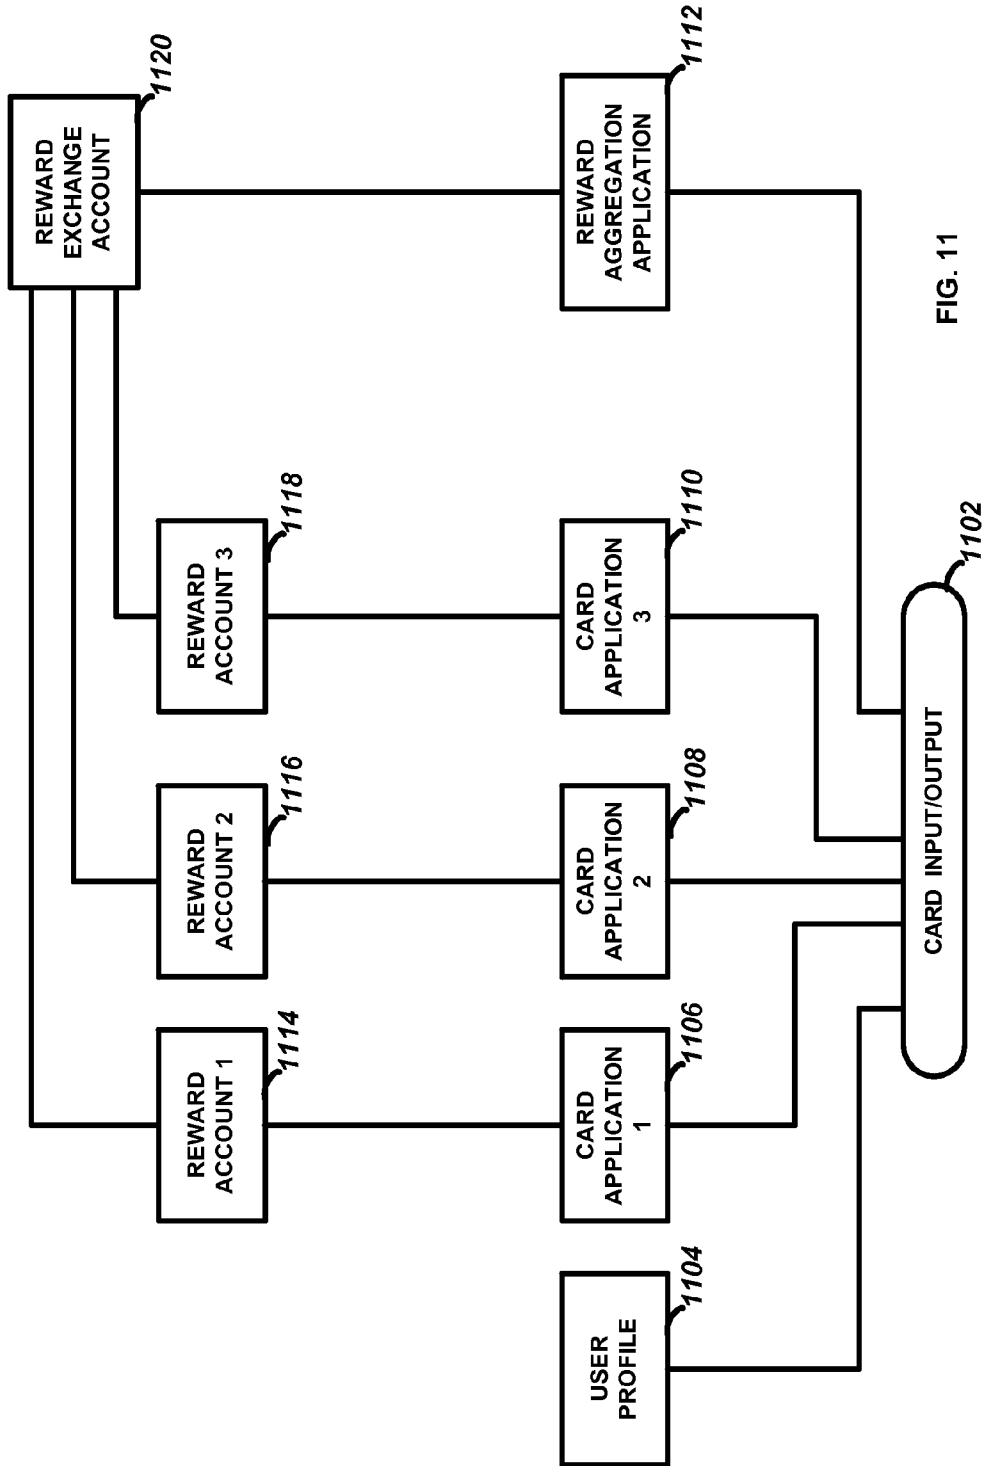 REWARD
EXCHANGE
ACCOUNT
1120
REWARD
ACCOUNT 1
1114
REWARD
ACCOUNT 2
1116
REWARD
ACCOUNT 3
1118
USER
PROFILE
1104
CARD
APPLICATION
1
1106
CARD
APPLICATION
2
1108
CARD
APPLICATION
3
1110
REWARD
AGGREGATION
APPLICATION
1112
CARD INPUT/OUTPUT
1102
FIG. 11